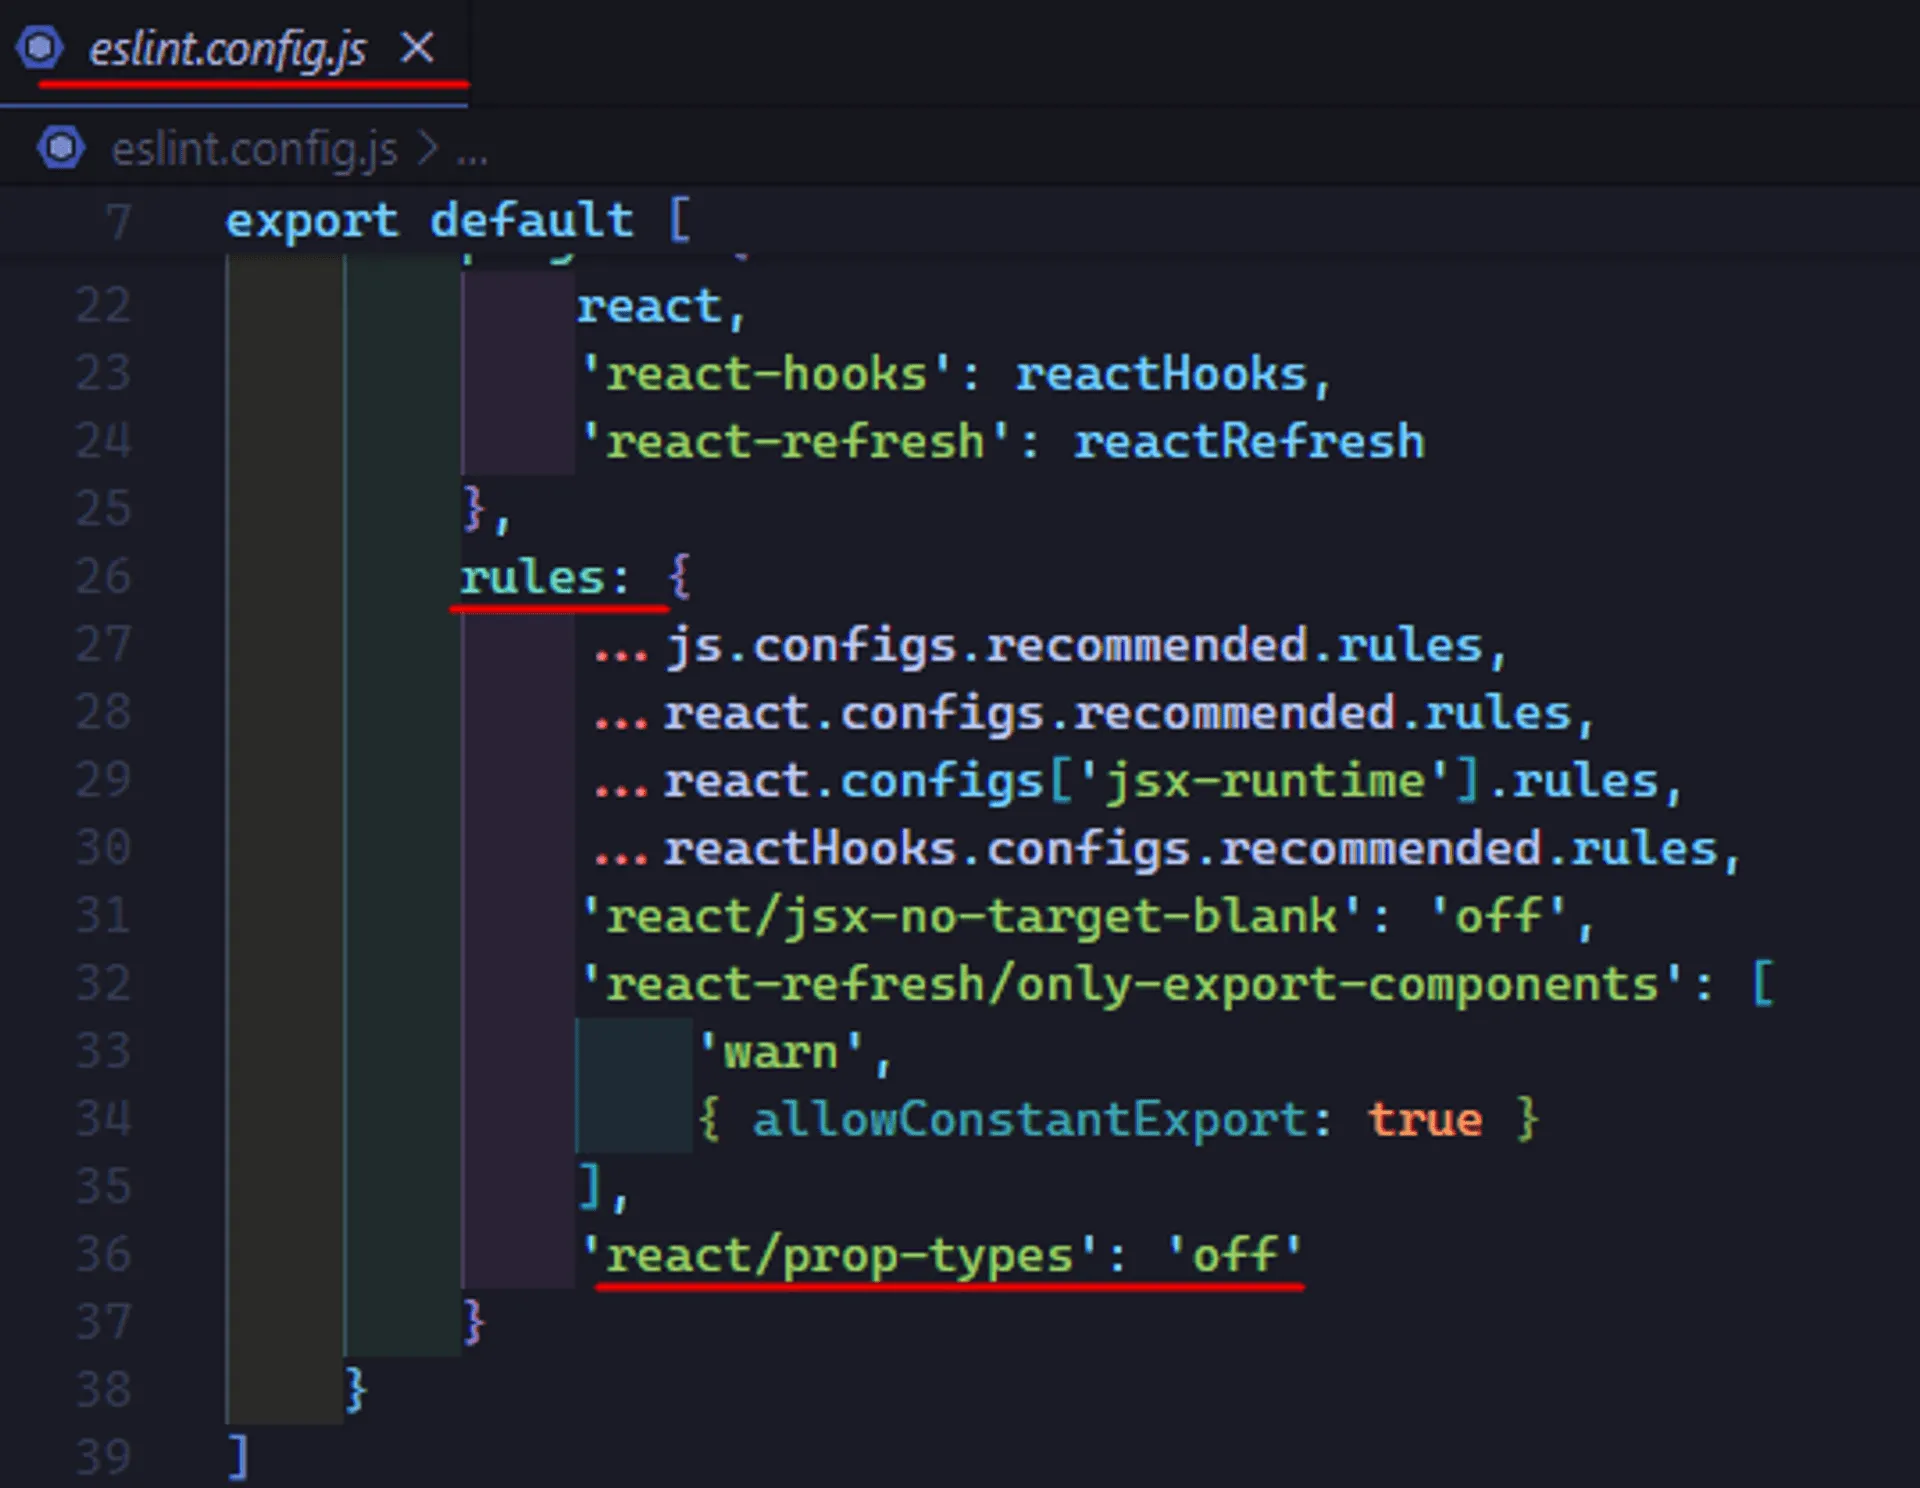 eslint.config.js ×
eslint.config.js > ...
7 export default [
22 react,
23 'react-hooks': reactHooks,
24 'react-refresh': reactRefresh
25 },
26 rules: {
27 ...js.configs.recommended.rules,
28 ...react.configs.recommended.rules,
29 ...react.configs['jsx-runtime'].rules,
30 ...reactHooks.configs.recommended.rules,
31 'react/jsx-no-target-blank': 'off',
32 'react-refresh/only-export-components': [
33 'warn',
34 { allowConstantExport: true }
35 ],
36 'react/prop-types': 'off'
37 }
38 }
39 ]